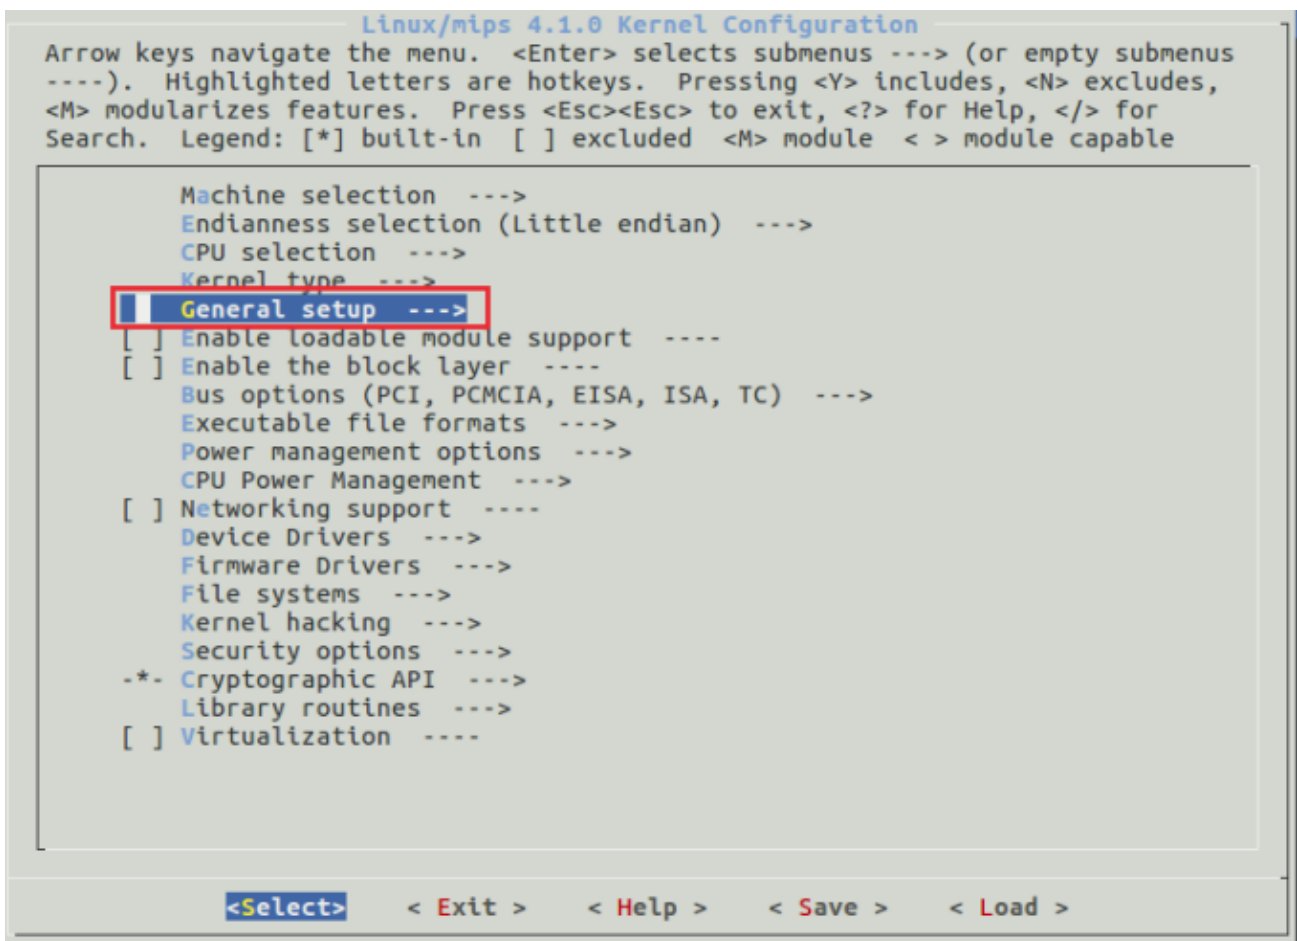 Linux/mips 4.1.0 Kernel Configuration
Arrow keys navigate the menu.  <Enter> selects submenus ---> (or empty submenus
----).  Highlighted letters are hotkeys.  Pressing <Y> includes, <N> excludes,
<M> modularizes features.  Press <Esc><Esc> to exit, <?> for Help, </> for
Search.  Legend: [*] built-in  [ ] excluded  <M> module  < > module capable
Machine selection  --->
Endianness selection (Little endian)  --->
CPU selection  --->
Kernel type  --->
General setup  --->
[ ] Enable loadable module support  ----
[ ] Enable the block layer  ----
Bus options (PCI, PCMCIA, EISA, ISA, TC)  --->
Executable file formats  --->
Power management options  --->
CPU Power Management  --->
[ ] Networking support  ----
Device Drivers  --->
Firmware Drivers  --->
File systems  --->
Kernel hacking  --->
Security options  --->
-*- Cryptographic API  --->
Library routines  --->
[ ] Virtualization  ----
<Select>    < Exit >    < Help >    < Save >    < Load >